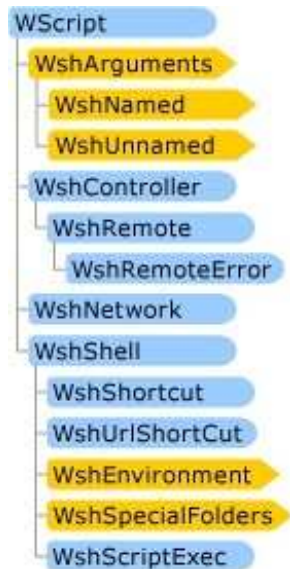 WScript
WshArguments
WshNamed
WshUnnamed
WshController
WshRemote
WshRemoteError
WshNetwork
WshShell
WshShortcut
WshUrlShortCut
WshEnvironment
WshSpecialFolders
WshScriptExec